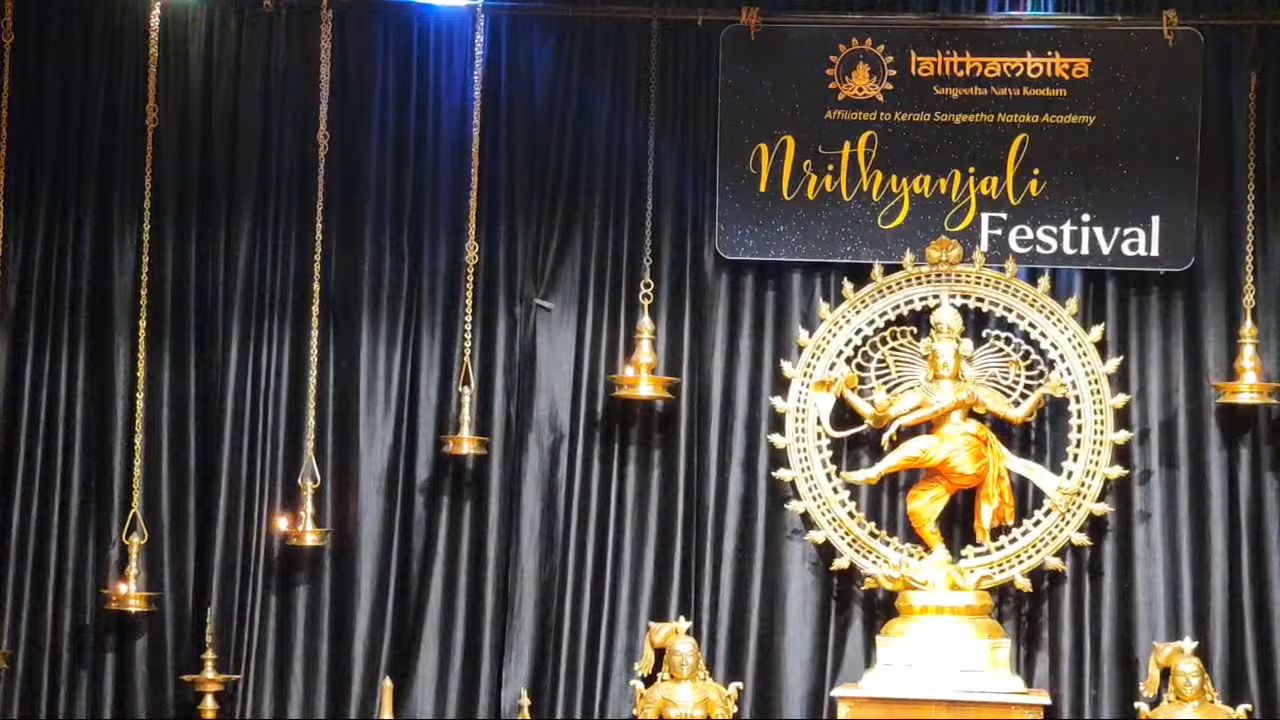 lalithambika
Sangeetha Natya Koodam
Affiliated to Kerala Sangeetha Nataka Academy
Nrithyanjali
Festival